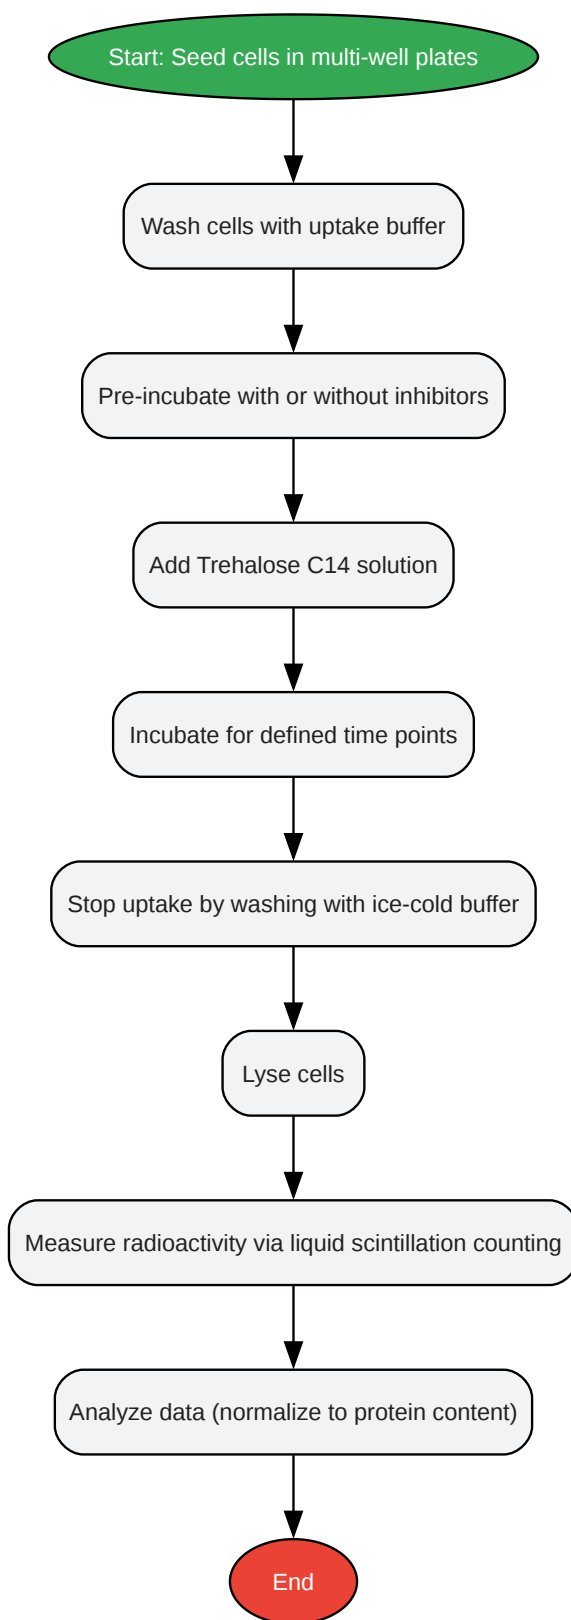 Start: Seed cells in multi-well plates
Wash cells with uptake buffer
Pre-incubate with or without inhibitors
Add Trehalose C14 solution
Incubate for defined time points
Stop uptake by washing with ice-cold buffer
Lyse cells
Measure radioactivity via liquid scintillation counting
Analyze data (normalize to protein content)
End